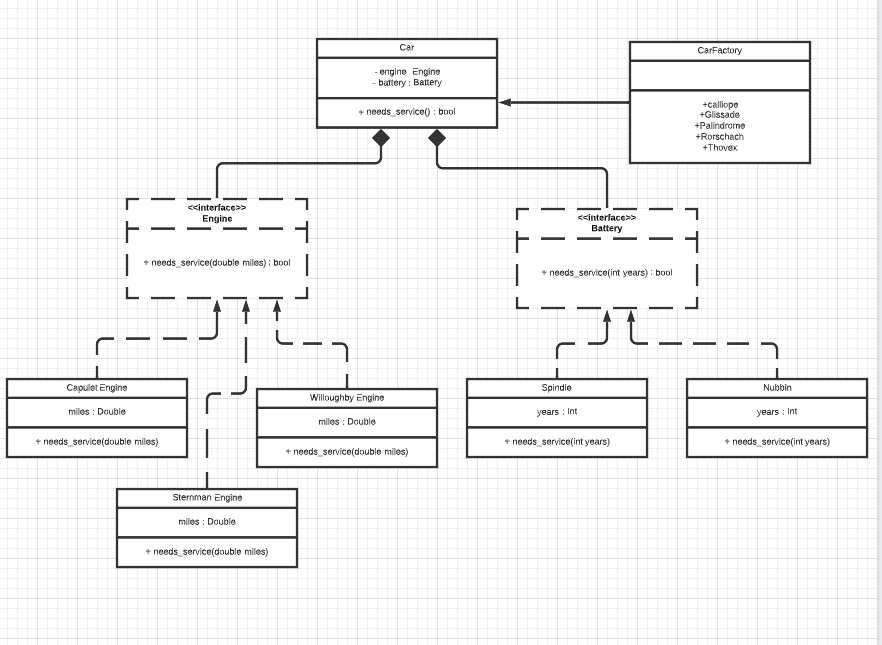 Car
- engine Engine
- battery : Battery
+ needs_service() : bool
CarFactory
+calliope
+Glissade
+Palindrome
+Rorschach
+Thovex
<<interface>>
Engine
+ needs_service(double miles) : bool
<<interface>>
Battery
+ needs_service(int years) : bool
Capulet Engine
miles : Double
+ needs_service(double miles)
Willoughby Engine
miles : Double
+ needs_service(double miles)
Spindle
years : Int
+ needs_service(int years)
Nubbin
years : Int
+ needs_service(int years)
Sternman Engine
miles : Double
+ needs_service(double miles)